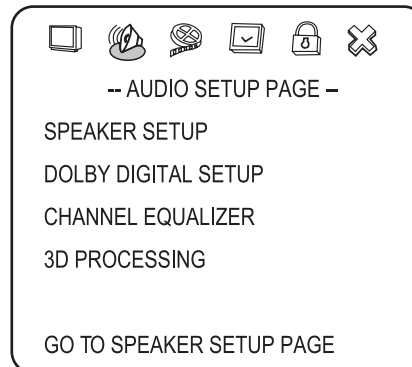 -- AUDIO SETUP PAGE –
SPEAKER SETUP
DOLBY DIGITAL SETUP
CHANNEL EQUALIZER
3D PROCESSING
GO TO SPEAKER SETUP PAGE